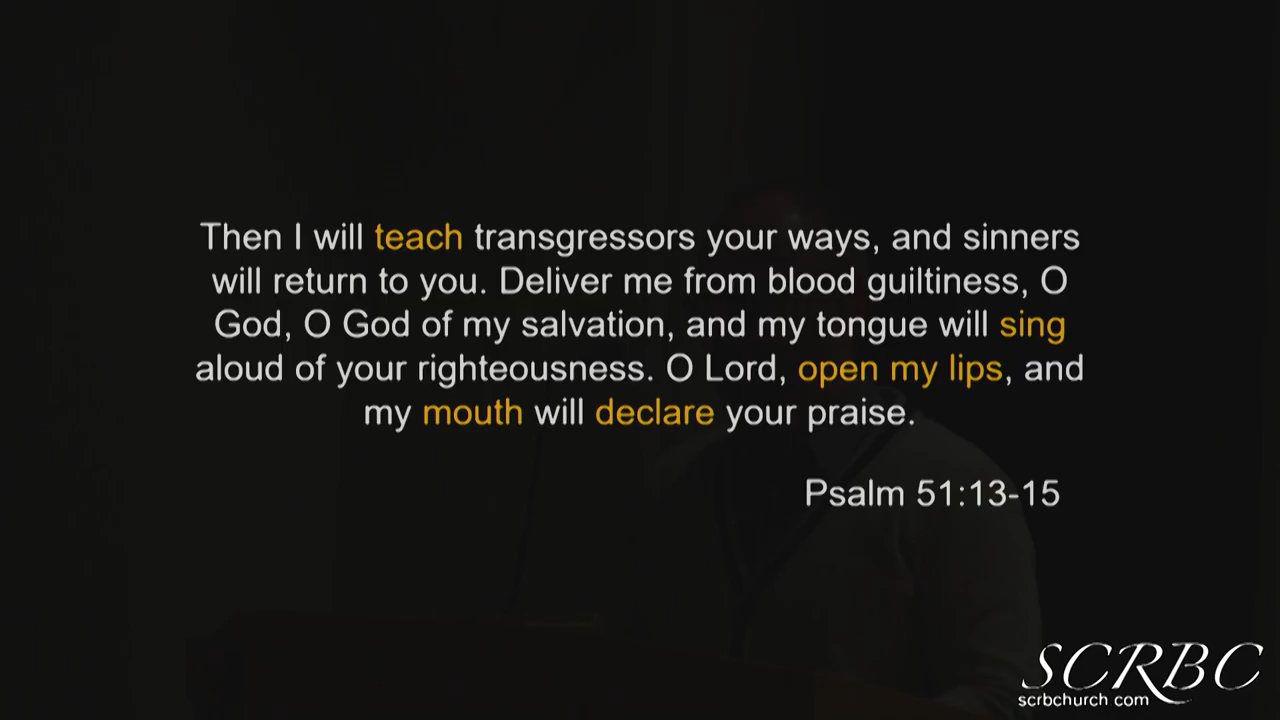 Then I will teach transgressors your ways, and sinners
will return to you. Deliver me from blood guiltiness, O
God, O God of my salvation, and my tongue will sing
aloud of your righteousness. O Lord, open my lips, and
my mouth will declare your praise.
Psalm 51:13-15
SCRBC
scrbchurch com